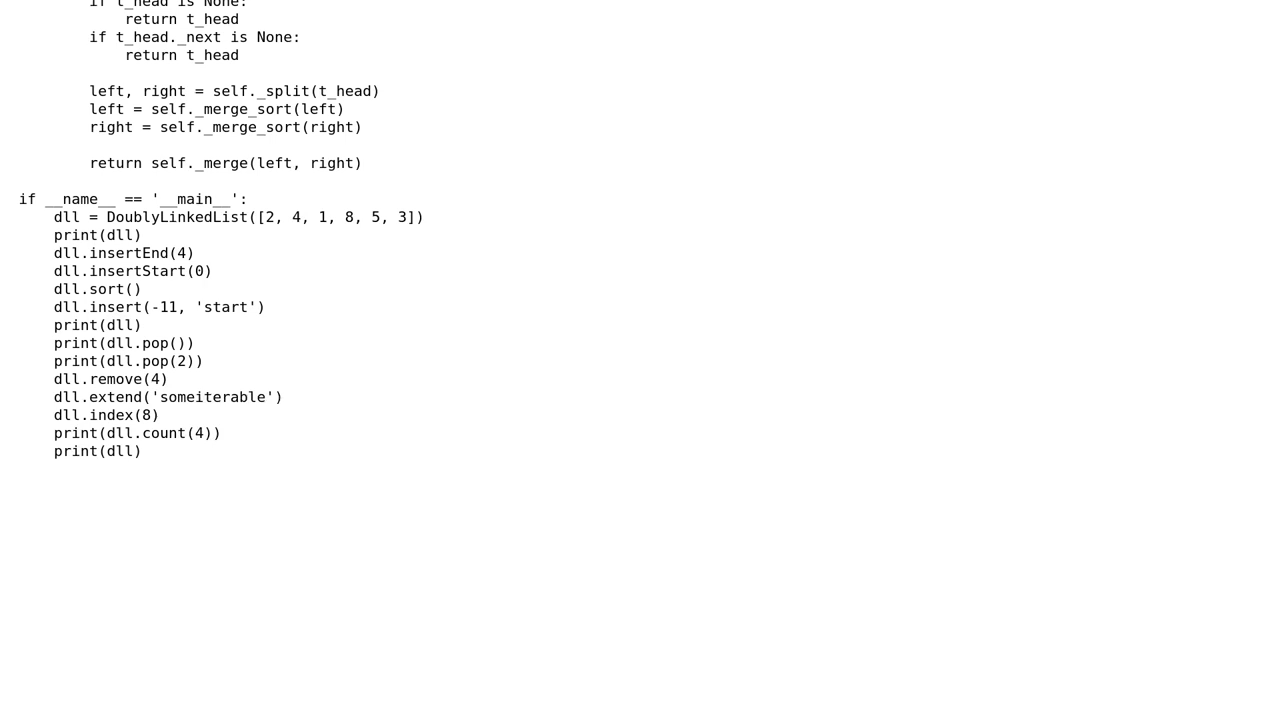 if t_head is None:
            return t_head
        if t_head._next is None:
            return t_head

        left, right = self._split(t_head)
        left = self._merge_sort(left)
        right = self._merge_sort(right)

        return self._merge(left, right)

if __name__ == '__main__':
    dll = DoublyLinkedList([2, 4, 1, 8, 5, 3])
    print(dll)
    dll.insertEnd(4)
    dll.insertStart(0)
    dll.sort()
    dll.insert(-11, 'start')
    print(dll)
    print(dll.pop())
    print(dll.pop(2))
    dll.remove(4)
    dll.extend('someiterable')
    dll.index(8)
    print(dll.count(4))
    print(dll)